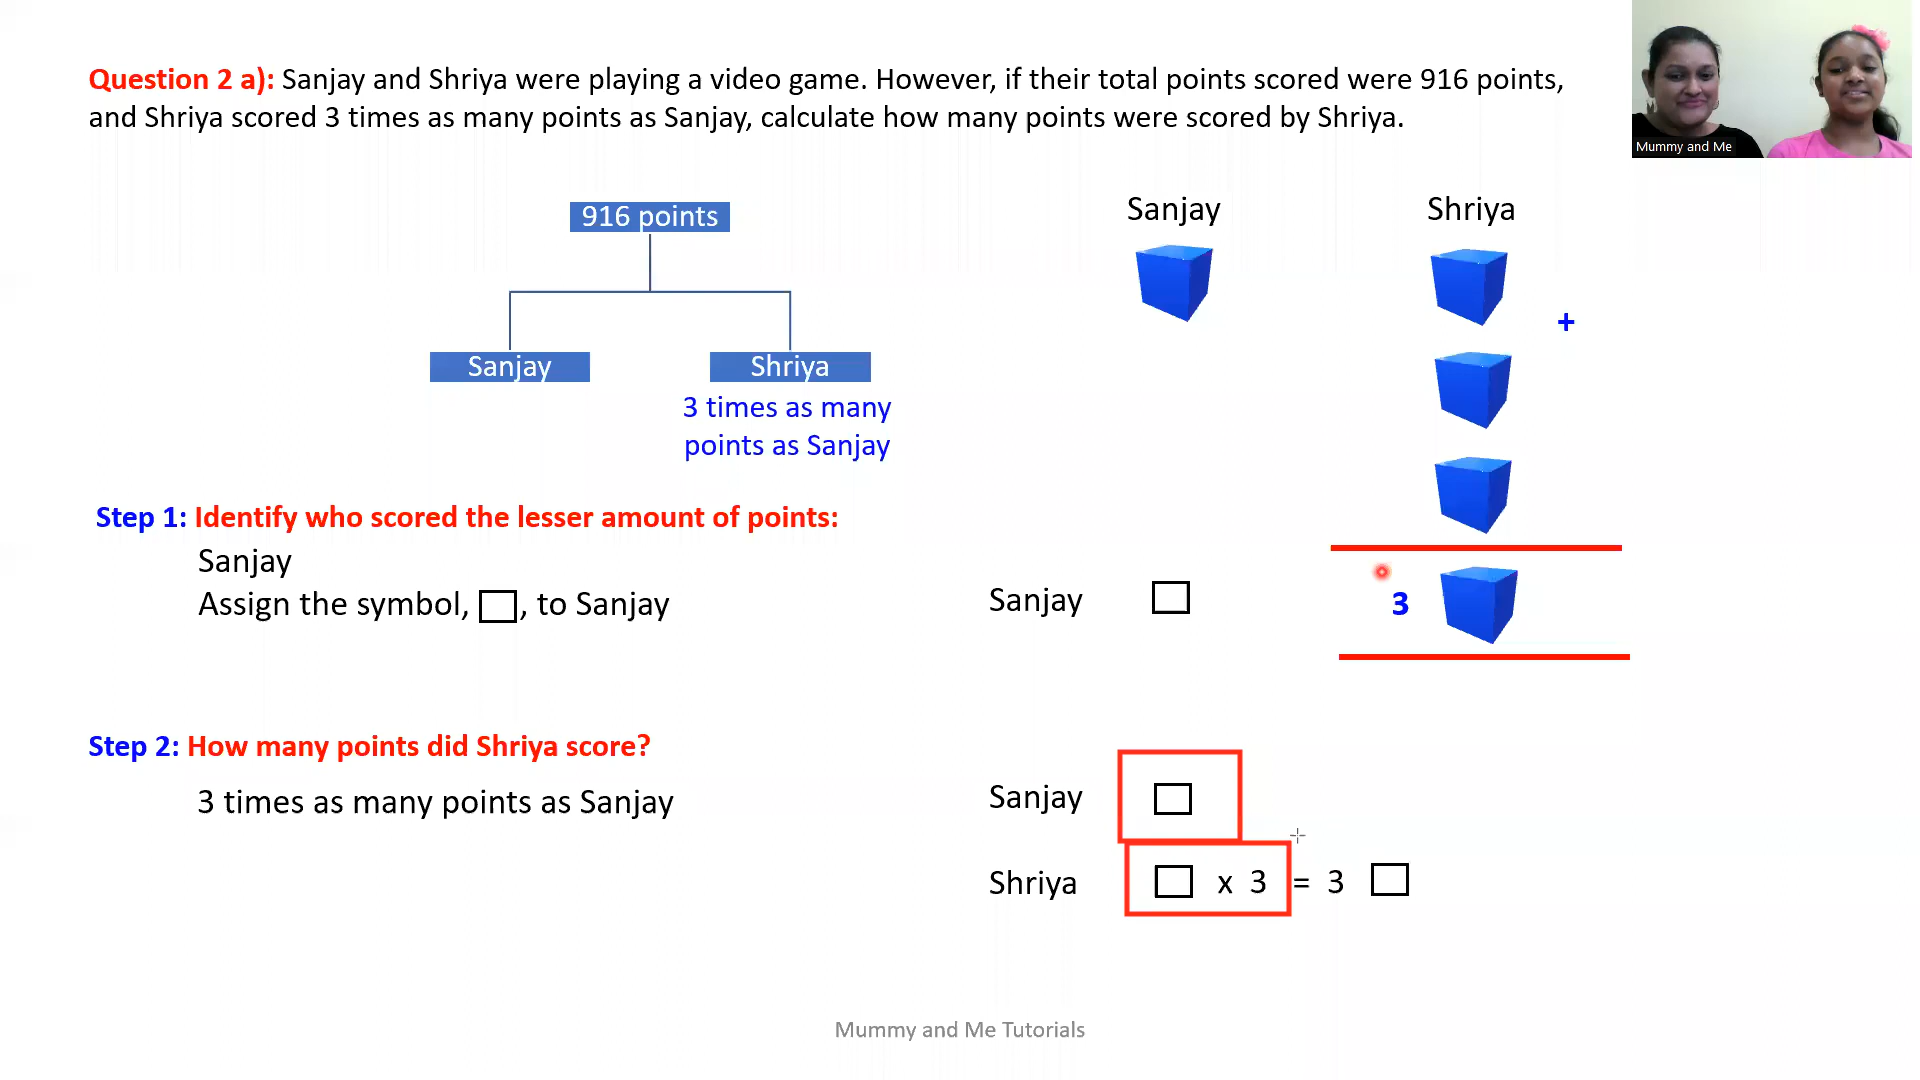 Question 2 a): Sanjay and Shriya were playing a video game. However, if their total points scored were 916 points,
and Shriya scored 3 times as many points as Sanjay, calculate how many points were scored by Shriya.
Mummy and Me
916 points
Sanjay
Shriya
3 times as many
points as Sanjay
Sanjay
Shriya
+
3
Step 1: Identify who scored the lesser amount of points:
Sanjay
Assign the symbol, □, to Sanjay
Sanjay □
Step 2: How many points did Shriya score?
3 times as many points as Sanjay
Sanjay □
Shriya □ x 3 = 3 □
Mummy and Me Tutorials